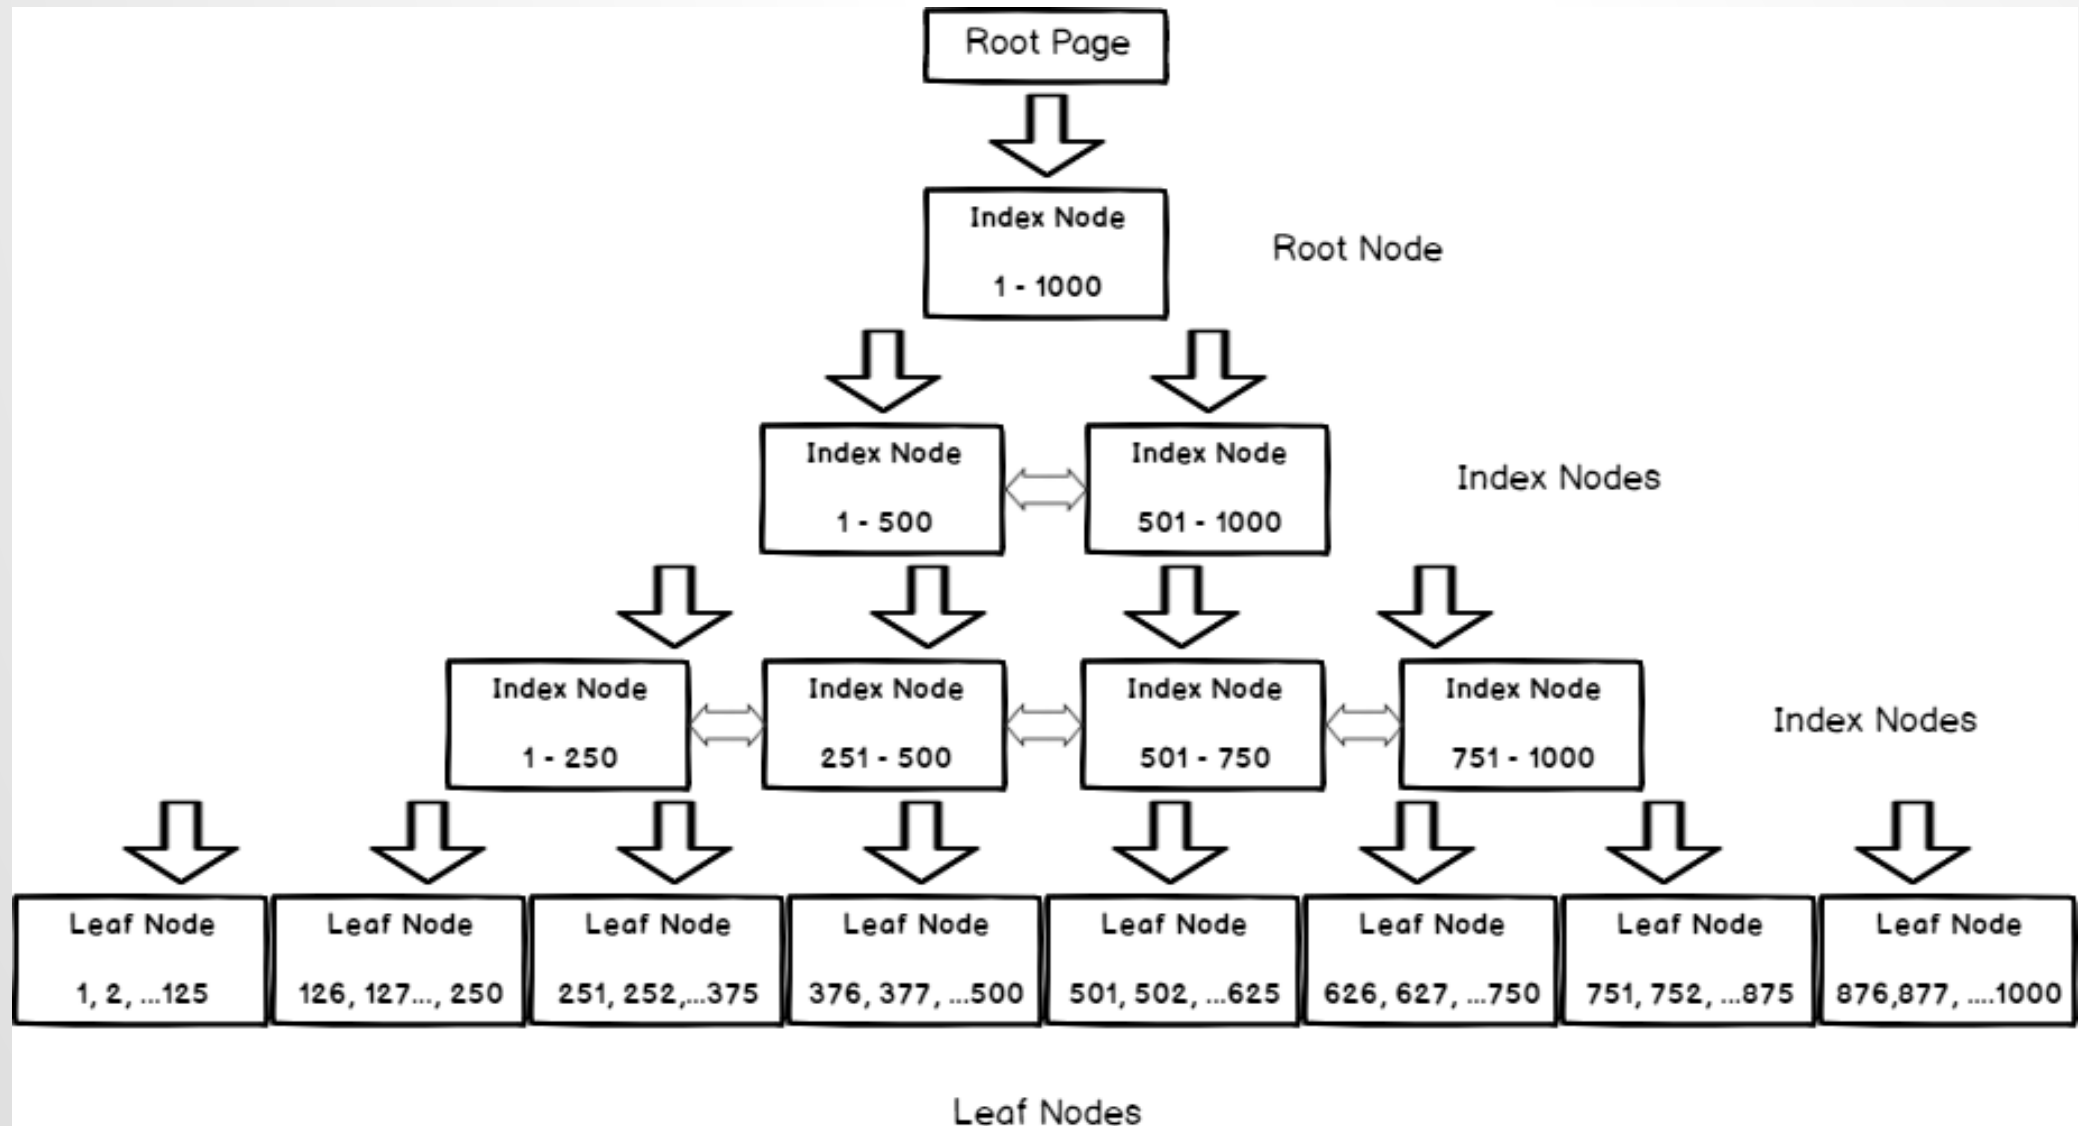 Root Page
Index Node
1 - 1000
Root Node
Index Node
1 - 500
Index Node
501 - 1000
Index Nodes
Index Node
1 - 250
Index Node
251 - 500
Index Node
501 - 750
Index Node
751 - 1000
Index Nodes
Leaf Node
1, 2, ...125
Leaf Node
126, 127..., 250
Leaf Node
251, 252,...375
Leaf Node
376, 377, ...500
Leaf Node
501, 502, ...625
Leaf Node
626, 627, ...750
Leaf Node
751, 752, ...875
Leaf Node
876,877, ....1000
Leaf Nodes